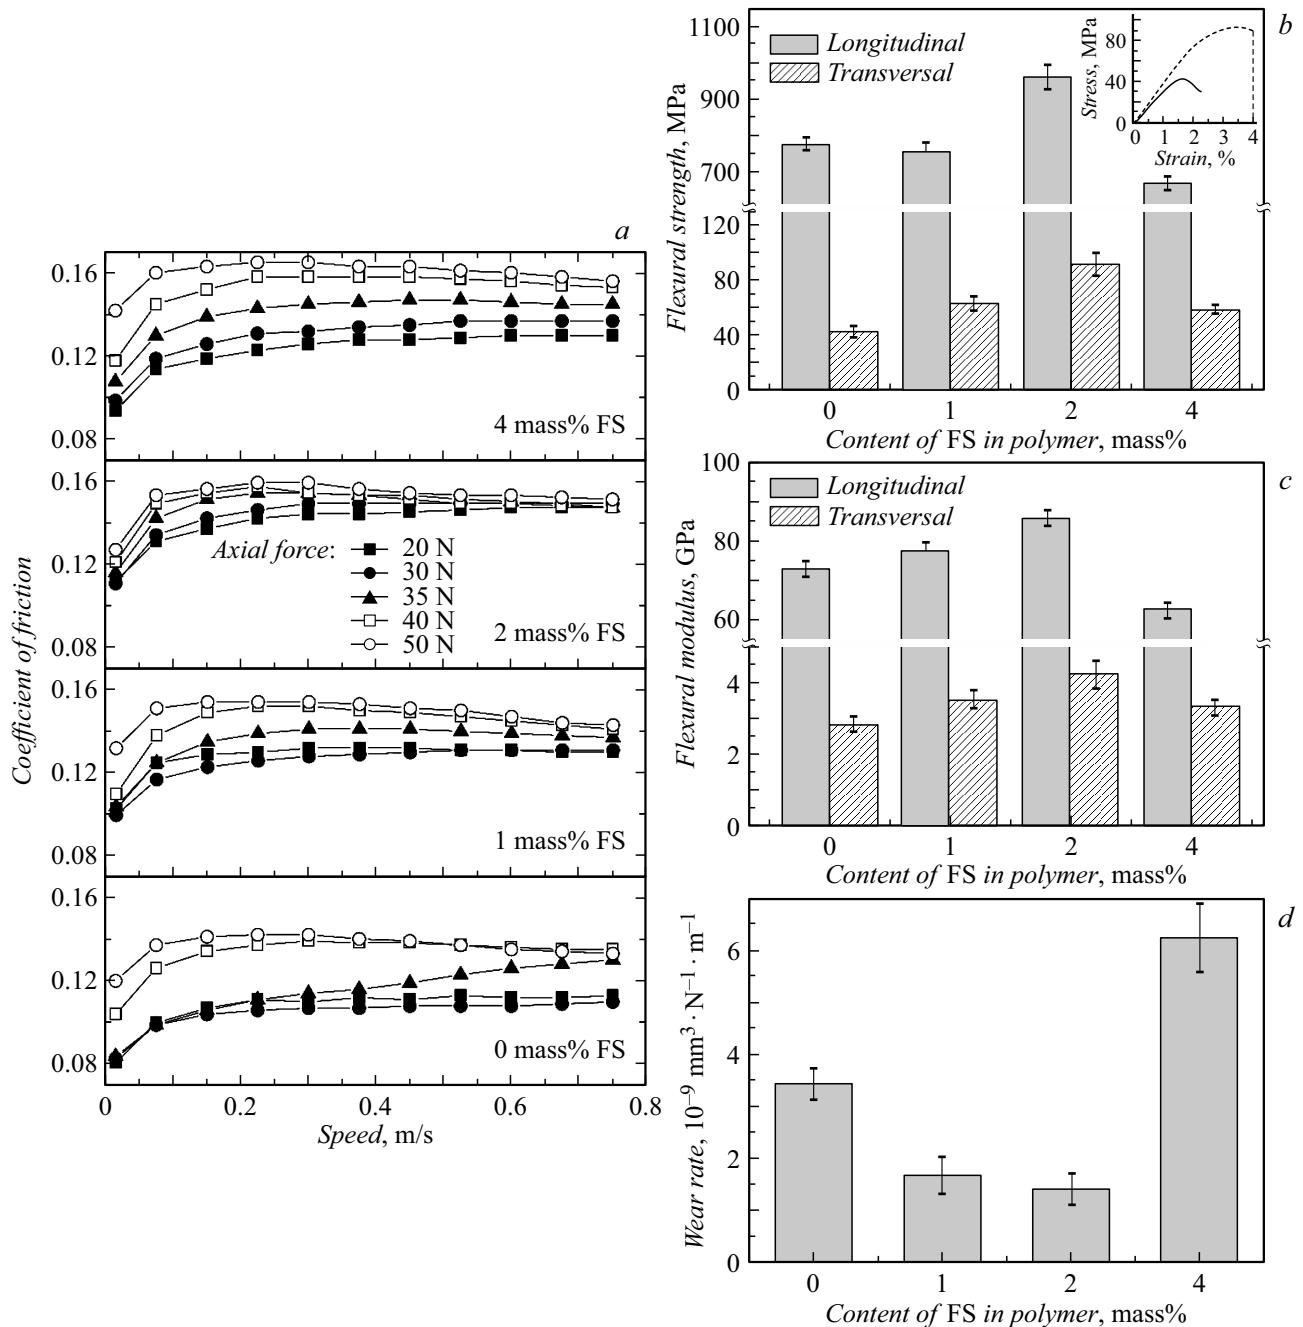 a
0.16
0.12
0.08
4 mass% FS
0.16
0.12
0.08
Axial force:
20 N
30 N
35 N
40 N
50 N
2 mass% FS
0.16
0.12
0.08
1 mass% FS
0.16
0.12
0.08
0 mass% FS
0 0.2 0.4 0.6 0.8
Speed, m/s
Coefficient of friction
b
1100
900
700
120
80
40
0
Longitudinal
Transversal
80
40
0
0 1 2 3 4
Strain, %
Stress, MPa
0 1 2 4
Content of FS in polymer, mass%
Flexural strength, MPa
c
100
80
60
4
2
0
Longitudinal
Transversal
0 1 2 4
Content of FS in polymer, mass%
Flexural modulus, GPa
d
6
4
2
0
0 1 2 4
Content of FS in polymer, mass%
Wear rate, 10⁻⁹ mm³ · N⁻¹ · m⁻¹